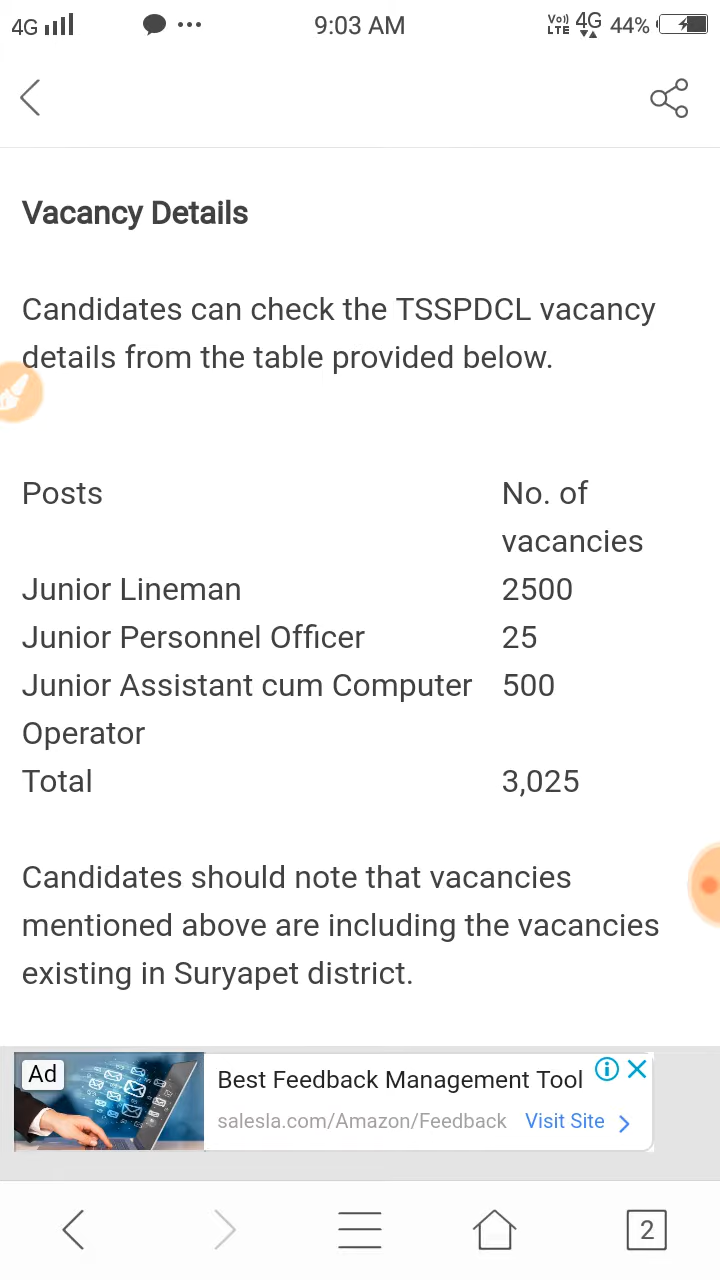 4G 9:03 AM Vo)) LTE 4G 44%
Vacancy Details
Candidates can check the TSSPDCL vacancy
details from the table provided below.
Posts No. of
vacancies
Junior Lineman 2500
Junior Personnel Officer 25
Junior Assistant cum Computer 500
Operator
Total 3,025
Candidates should note that vacancies
mentioned above are including the vacancies
existing in Suryapet district.
Ad Best Feedback Management Tool
salesla.com/Amazon/Feedback Visit Site
2